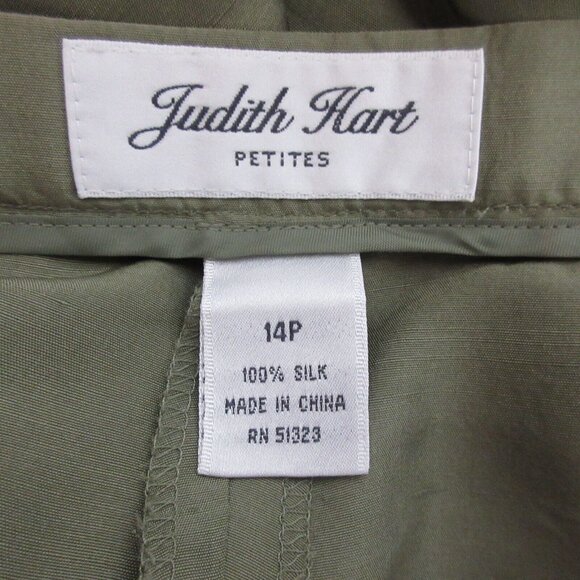 Judith Hart
PETITES
14P
100% SILK
MADE IN CHINA
RN 51323